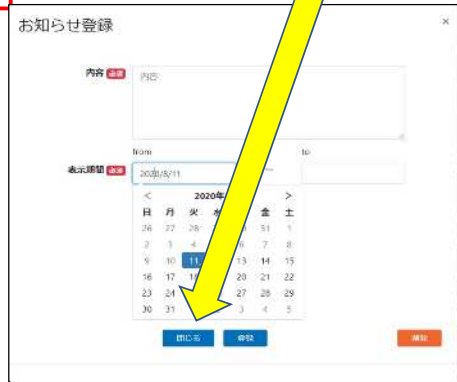 お知らせ登録 ×
内容 必須
内容
from to
表示期間 必須
2020/8/11 ～
< 2020年 >
日 月 火 水 金 土
26 27 28 31 1
2 3 4 6 7 8
9 10 11 13 14 15
16 17 18 20 21 22
23 24 27 28 29
30 31 3 4 5
閉じる 登録 削除